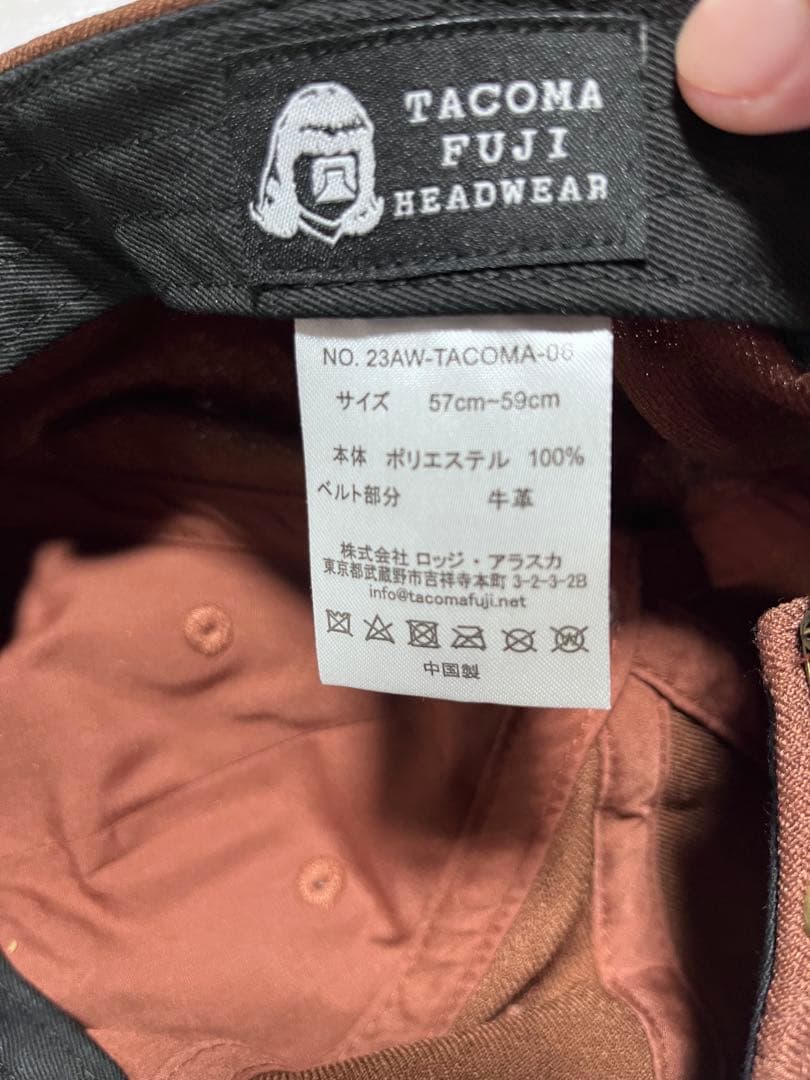 TACOMA
FUJI
HEADWEAR
NO. 23AW-TACOMA-06
サイズ 57cm~59cm
本体 ポリエステル 100%
ベルト部分 牛革
株式会社 ロッジ・アラスカ
東京都武蔵野市吉祥寺本町 3-2-3-2B
info@tacomafuji.net
中国製